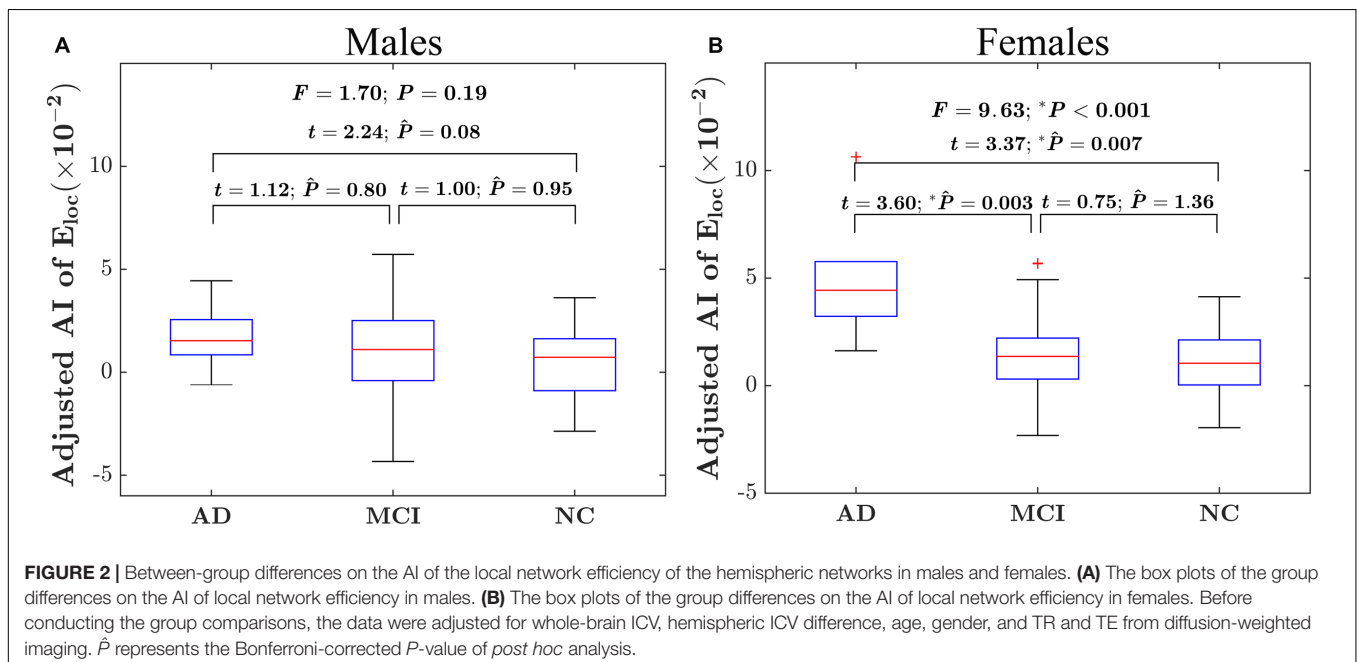 A Males
F = 1.70; P = 0.19
t = 2.24; P̂ = 0.08
t = 1.12; P̂ = 0.80 t = 1.00; P̂ = 0.95
Adjusted AI of E_loc(×10⁻²)
10
5
0
-5
AD MCI NC
B Females
F = 9.63; *P < 0.001
t = 3.37; *P̂ = 0.007
t = 3.60; *P̂ = 0.003 t = 0.75; P̂ = 1.36
Adjusted AI of E_loc(×10⁻²)
10
5
0
-5
AD MCI NC
FIGURE 2 | Between-group differences on the AI of the local network efficiency of the hemispheric networks in males and females. (A) The box plots of the group
differences on the AI of local network efficiency in males. (B) The box plots of the group differences on the AI of local network efficiency in females. Before
conducting the group comparisons, the data were adjusted for whole-brain ICV, hemispheric ICV difference, age, gender, and TR and TE from diffusion-weighted
imaging. P̂ represents the Bonferroni-corrected P-value of post hoc analysis.